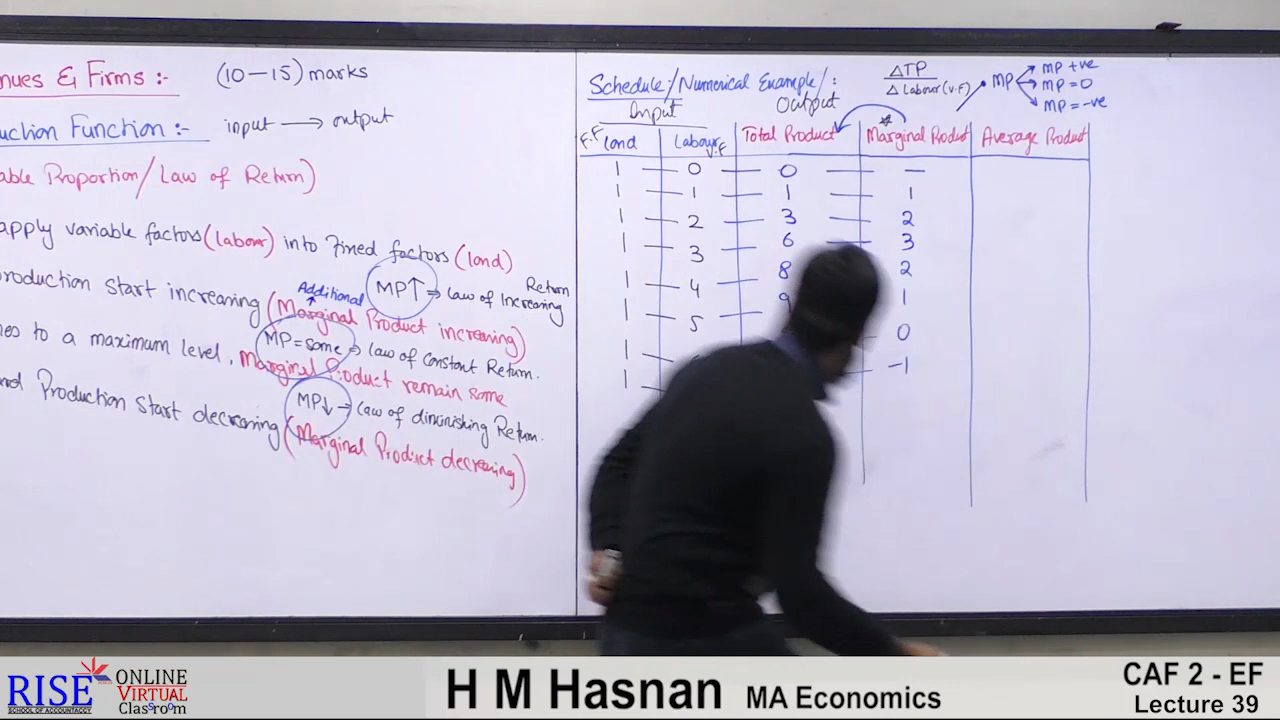 nues & Firms :- (10-15) marks
uction Function :- input → output
able Proportion/Law of Return)
apply variable factors (labour) into fixed factors (land)
production start increasing (Marginal Product increasing)
Additional
MP↑ ⇒ Law of Increasing Return
es to a maximum level, Marginal Product remain same
MP = same ⇒ Law of Constant Return.
nd Production start decreasing (Marginal Product decreasing)
MP↓ - Law of diminishing Return.
Schedule/Numerical Example/:
Input Output
ΔTP
Δ Labour (v.F)
MP
MP +ve
MP = 0
MP = -ve
F.F land Labour Total Product Marginal Product Average Product
1 0 0 —
1 1 1 1
1 2 3 2
1 3 6 3
1 4 8 2
1 5 9 1
1 0
1 -1
RISE
SCHOOL OF ACCOUNTANCY
ONLINE
VIRTUAL
Classroom
H M Hasnan MA Economics
CAF 2 - EF
Lecture 39